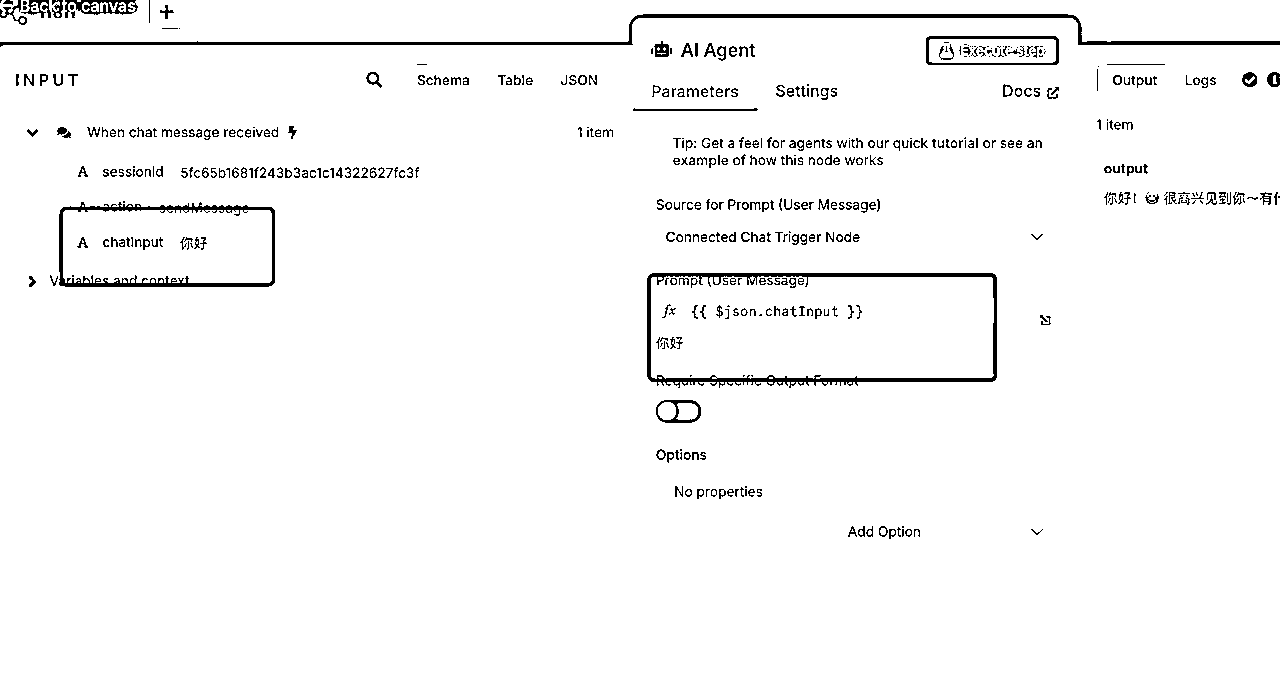 Back to canvas
n8n
+
INPUT
Schema
Table
JSON
When chat message received
1 item
A sessionId 5fc65b1681f243b3ac1c14322627fc3f
A action sendMessage
A chatInput 你好
Variables and context
AI Agent
Execute step
Parameters
Settings
Docs
Tip: Get a feel for agents with our quick tutorial or see an
example of how this node works
Source for Prompt (User Message)
Connected Chat Trigger Node
Prompt (User Message)
fx {{ $json.chatInput }}
你好
Require Specific Output Format
Options
No properties
Add Option
Output
Logs
1 item
output
你好！😊 很高兴见到你～有什